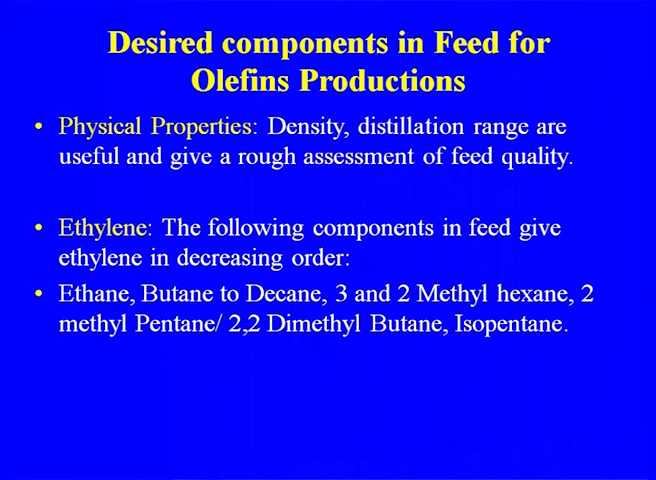 Desired components in Feed for
Olefins Productions
• Physical Properties: Density, distillation range are
useful and give a rough assessment of feed quality.
• Ethylene: The following components in feed give
ethylene in decreasing order:
• Ethane, Butane to Decane, 3 and 2 Methyl hexane, 2
methyl Pentane/ 2,2 Dimethyl Butane, Isopentane.